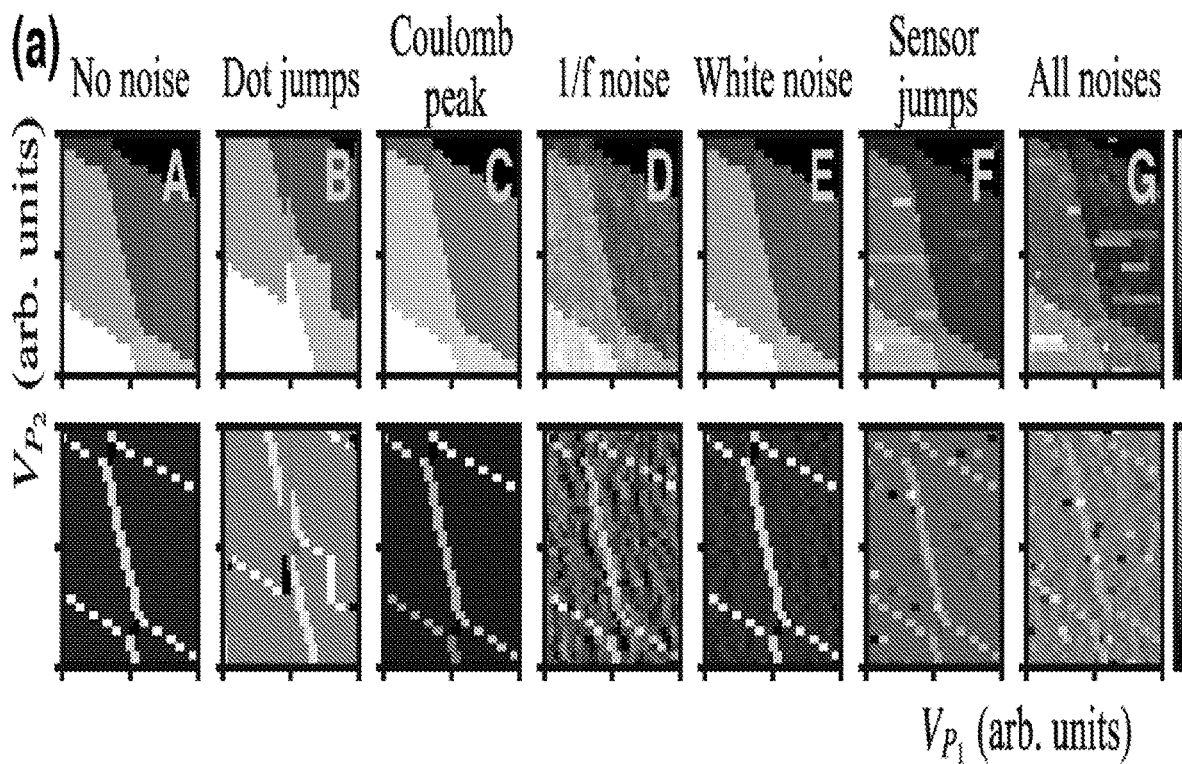 (a)
No noise
Dot jumps
Coulomb
peak
1/f noise
White noise
Sensor
jumps
All noises
A
B
C
D
E
F
G
V_{P_2} (arb. units)
V_{P_1} (arb. units)